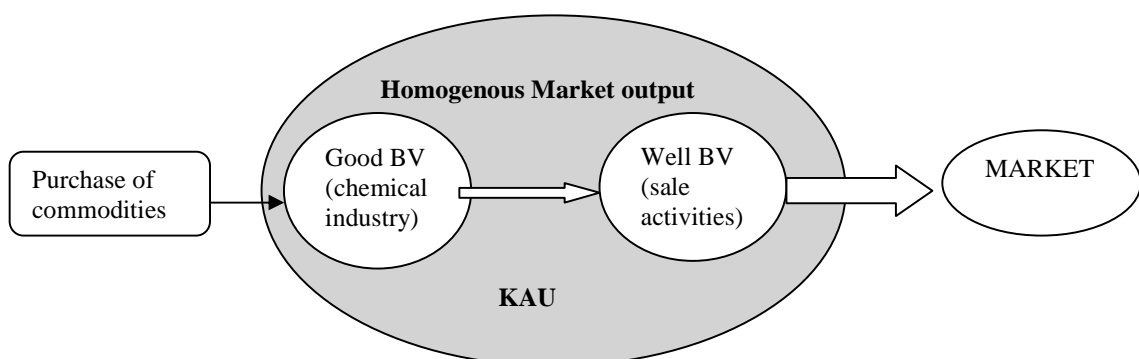 Homogenous Market output
Purchase of
commodities
Good BV
(chemical
industry)
Well BV
(sale
activities)
MARKET
KAU